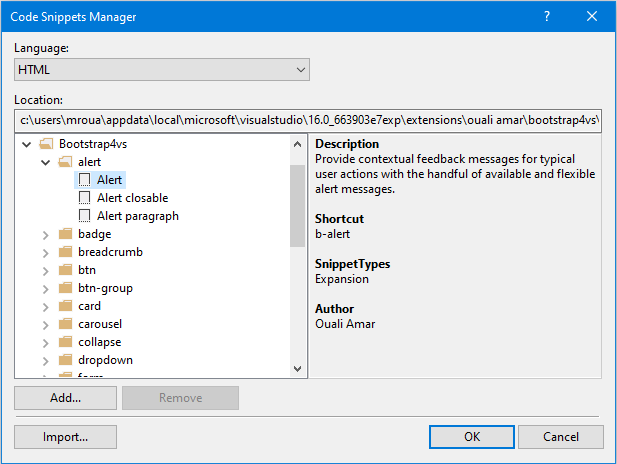 Code Snippets Manager
?
Language:
HTML
Location:
c:\users\mroua\appdata\local\microsoft\visualstudio\16.0_663903e7exp\extensions\ouali amar\bootstrap4vs\
Bootstrap4vs
alert
Alert
Alert closable
Alert paragraph
badge
breadcrumb
btn
btn-group
card
carousel
collapse
dropdown
Description
Provide contextual feedback messages for typical
user actions with the handful of available and flexible
alert messages.
Shortcut
b-alert
SnippetTypes
Expansion
Author
Ouali Amar
Add...
Remove
Import...
OK
Cancel